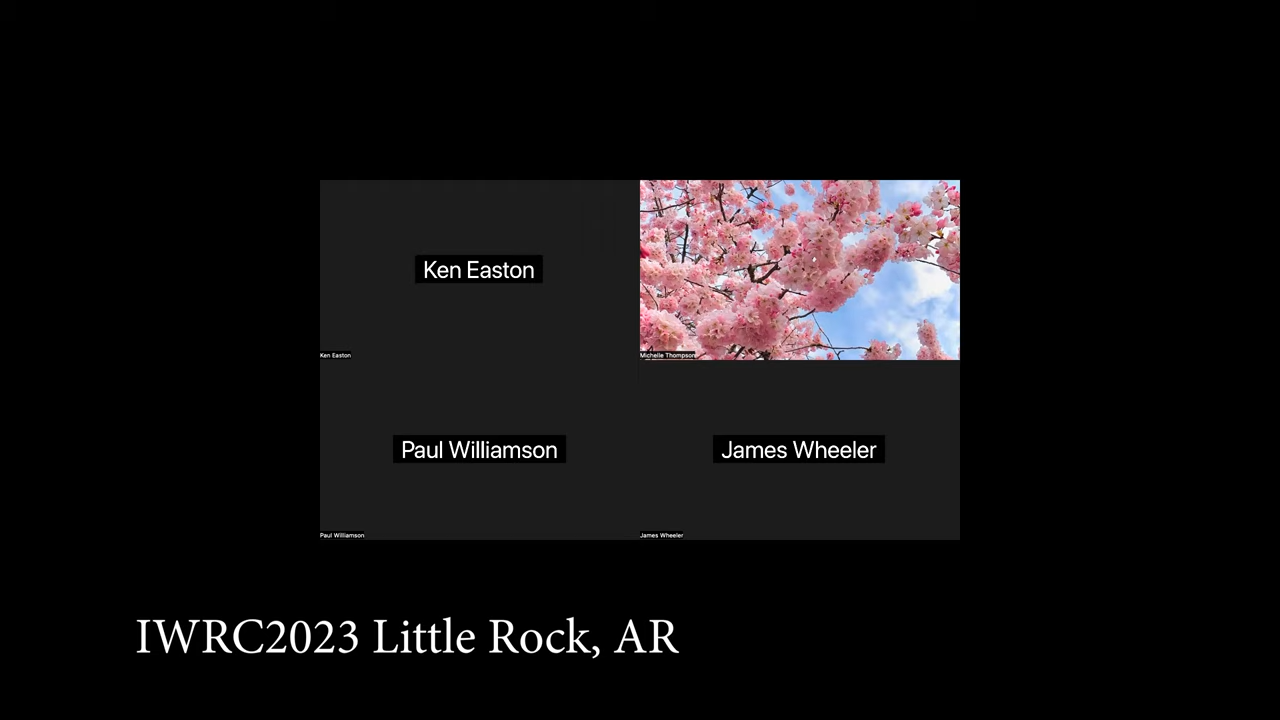 Ken Easton
Ken Easton
Michelle Thompson
Paul Williamson
James Wheeler
Paul Williamson
James Wheeler
IWRC2023 Little Rock, AR